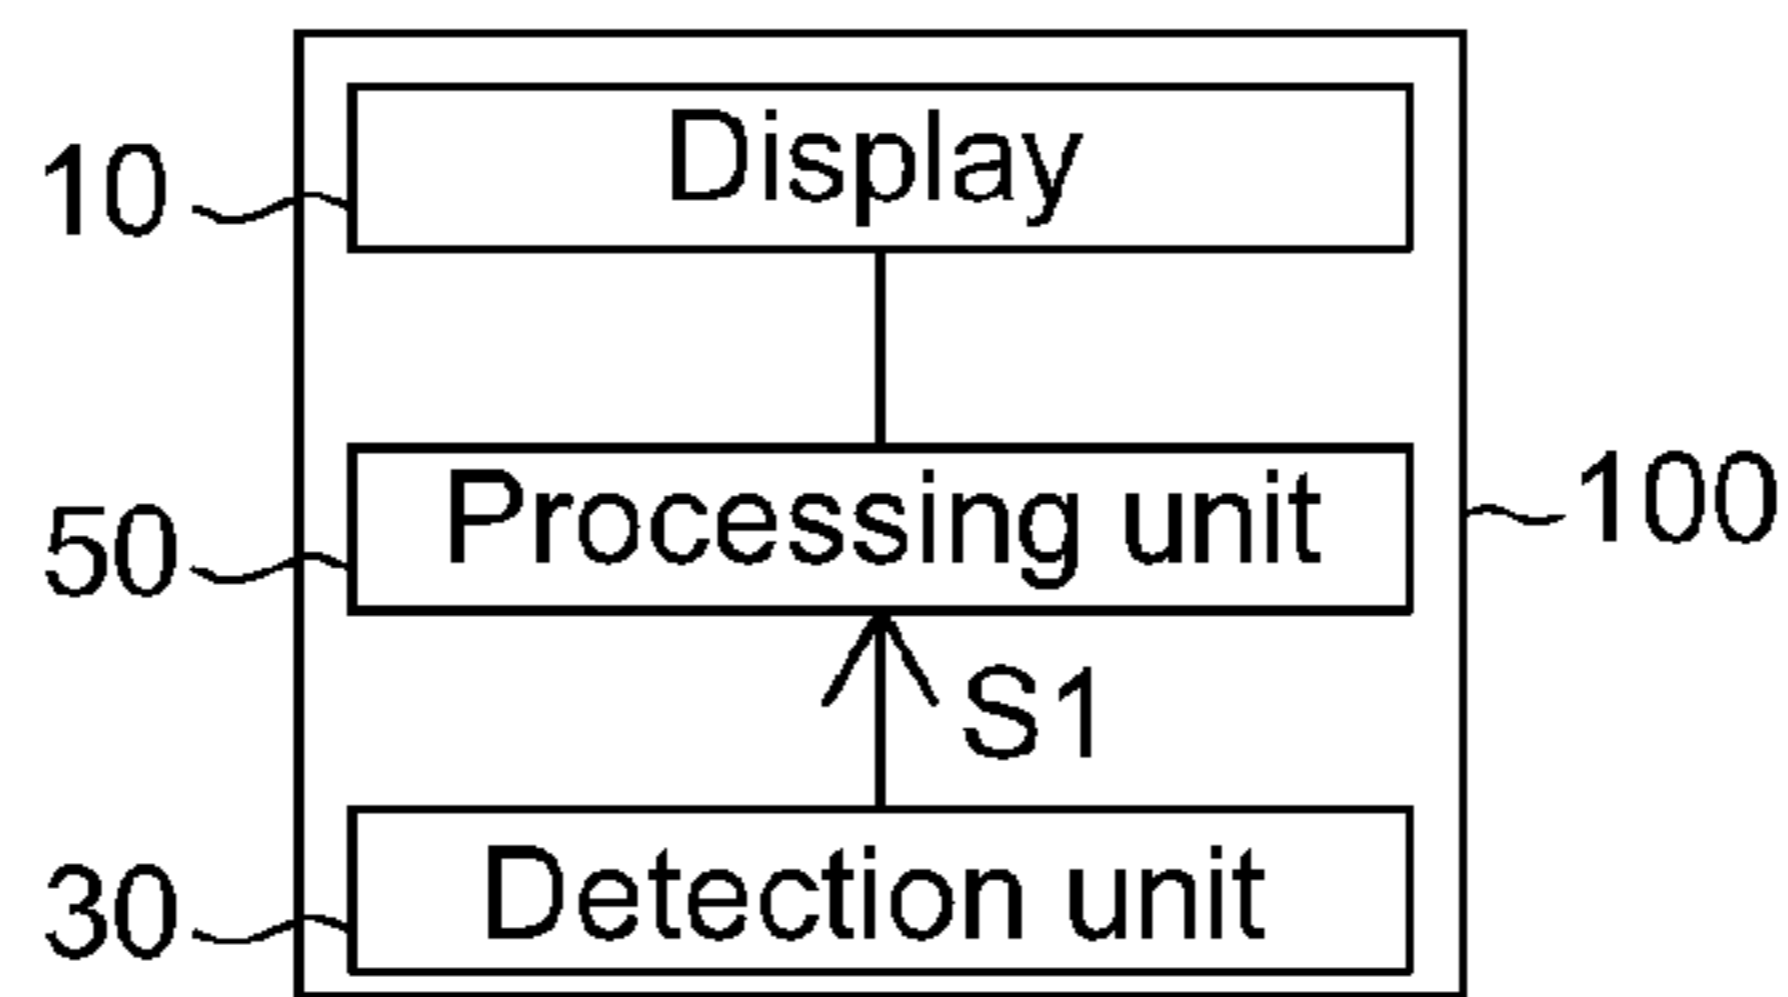 10
Display
50
Processing unit
100
S1
30
Detection unit